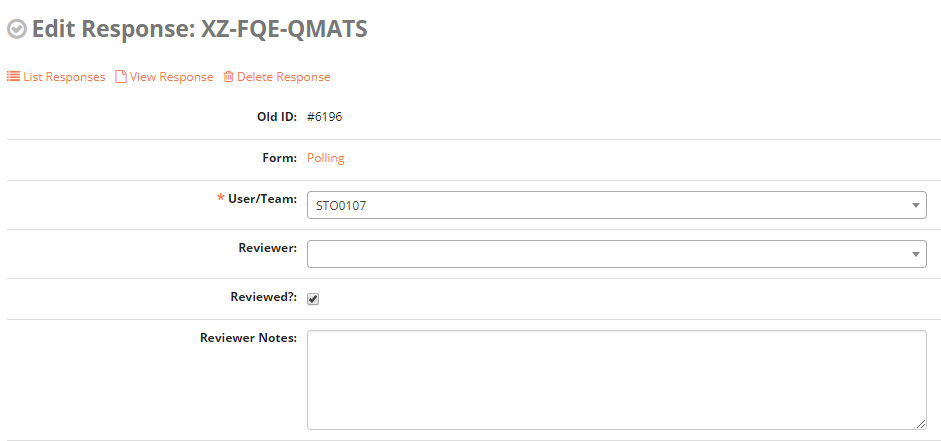 Edit Response: XZ-FQE-QMATS
List Responses View Response Delete Response
Old ID: #6196
Form: Polling
* User/Team: STO0107
Reviewer:
Reviewed?:
Reviewer Notes: